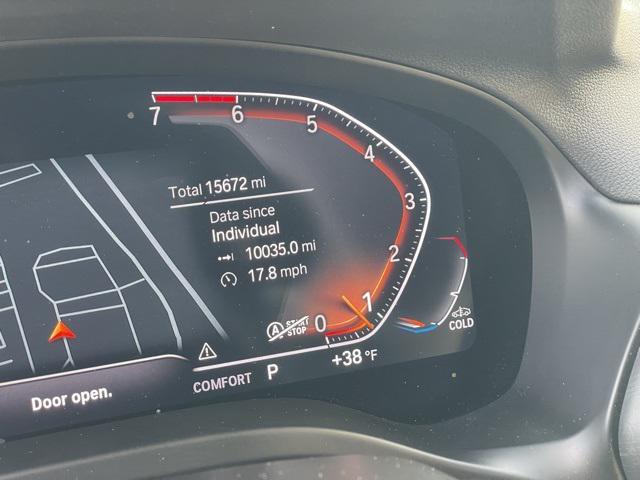 7 6 5 4 3 2 1 0
Total 15672 mi
Data since
Individual
10035.0 mi
17.8 mph
A START
STOP
COLD
COMFORT P +38 °F
Door open.